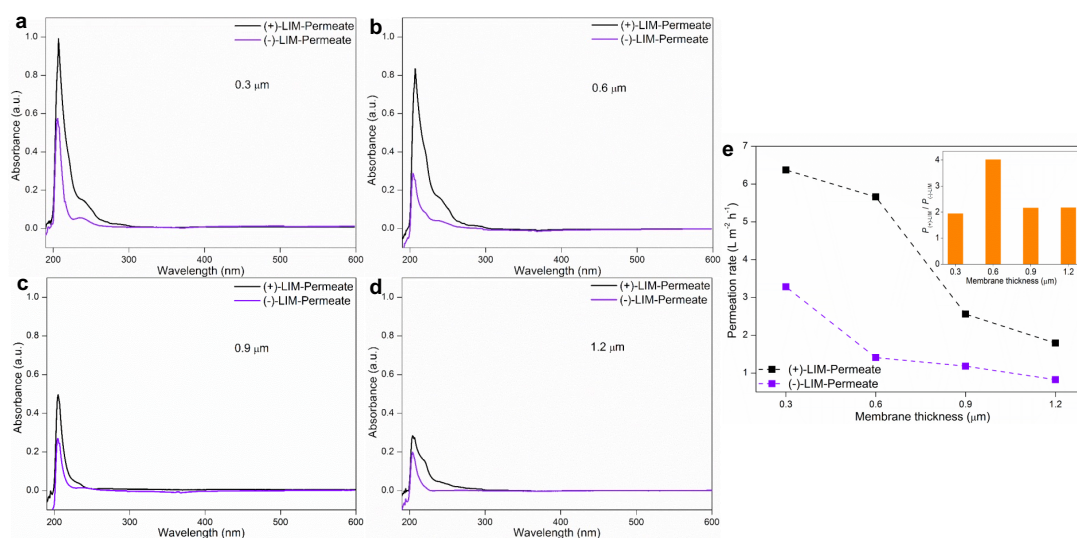 a
(+)-LIM-Permeate
(-)-LIM-Permeate
0.3 μm
1.0
0.8
0.6
0.4
0.2
0.0
Absorbance (a.u.)
200 300 400 500 600
Wavelength (nm)
b
(+)-LIM-Permeate
(-)-LIM-Permeate
0.6 μm
1.0
0.8
0.6
0.4
0.2
0.0
Absorbance (a.u.)
200 300 400 500 600
Wavelength (nm)
c
(+)-LIM-Permeate
(-)-LIM-Permeate
0.9 μm
1.0
0.8
0.6
0.4
0.2
0.0
Absorbance (a.u.)
200 300 400 500 600
Wavelength (nm)
d
(+)-LIM-Permeate
(-)-LIM-Permeate
1.2 μm
1.0
0.8
0.6
0.4
0.2
0.0
Absorbance (a.u.)
200 300 400 500 600
Wavelength (nm)
e
7
6
5
4
3
2
1
Permeation rate (L m⁻² h⁻¹)
4
3
2
1
0
P(+)-LIM / P(-)-LIM
0.3 0.6 0.9 1.2
Membrane thickness (μm)
(+)-LIM-Permeate
(-)-LIM-Permeate
0.3 0.6 0.9 1.2
Membrane thickness (μm)